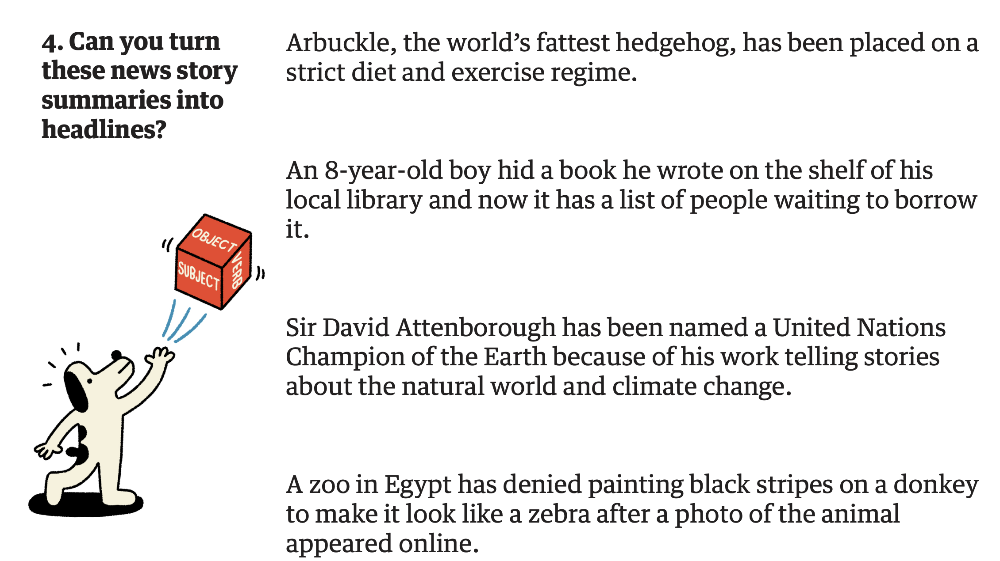 4. Can you turn
these news story
summaries into
headlines?
Arbuckle, the world’s fattest hedgehog, has been placed on a
strict diet and exercise regime.
An 8-year-old boy hid a book he wrote on the shelf of his
local library and now it has a list of people waiting to borrow
it.
OBJECT
SUBJECT
VERB
Sir David Attenborough has been named a United Nations
Champion of the Earth because of his work telling stories
about the natural world and climate change.
A zoo in Egypt has denied painting black stripes on a donkey
to make it look like a zebra after a photo of the animal
appeared online.